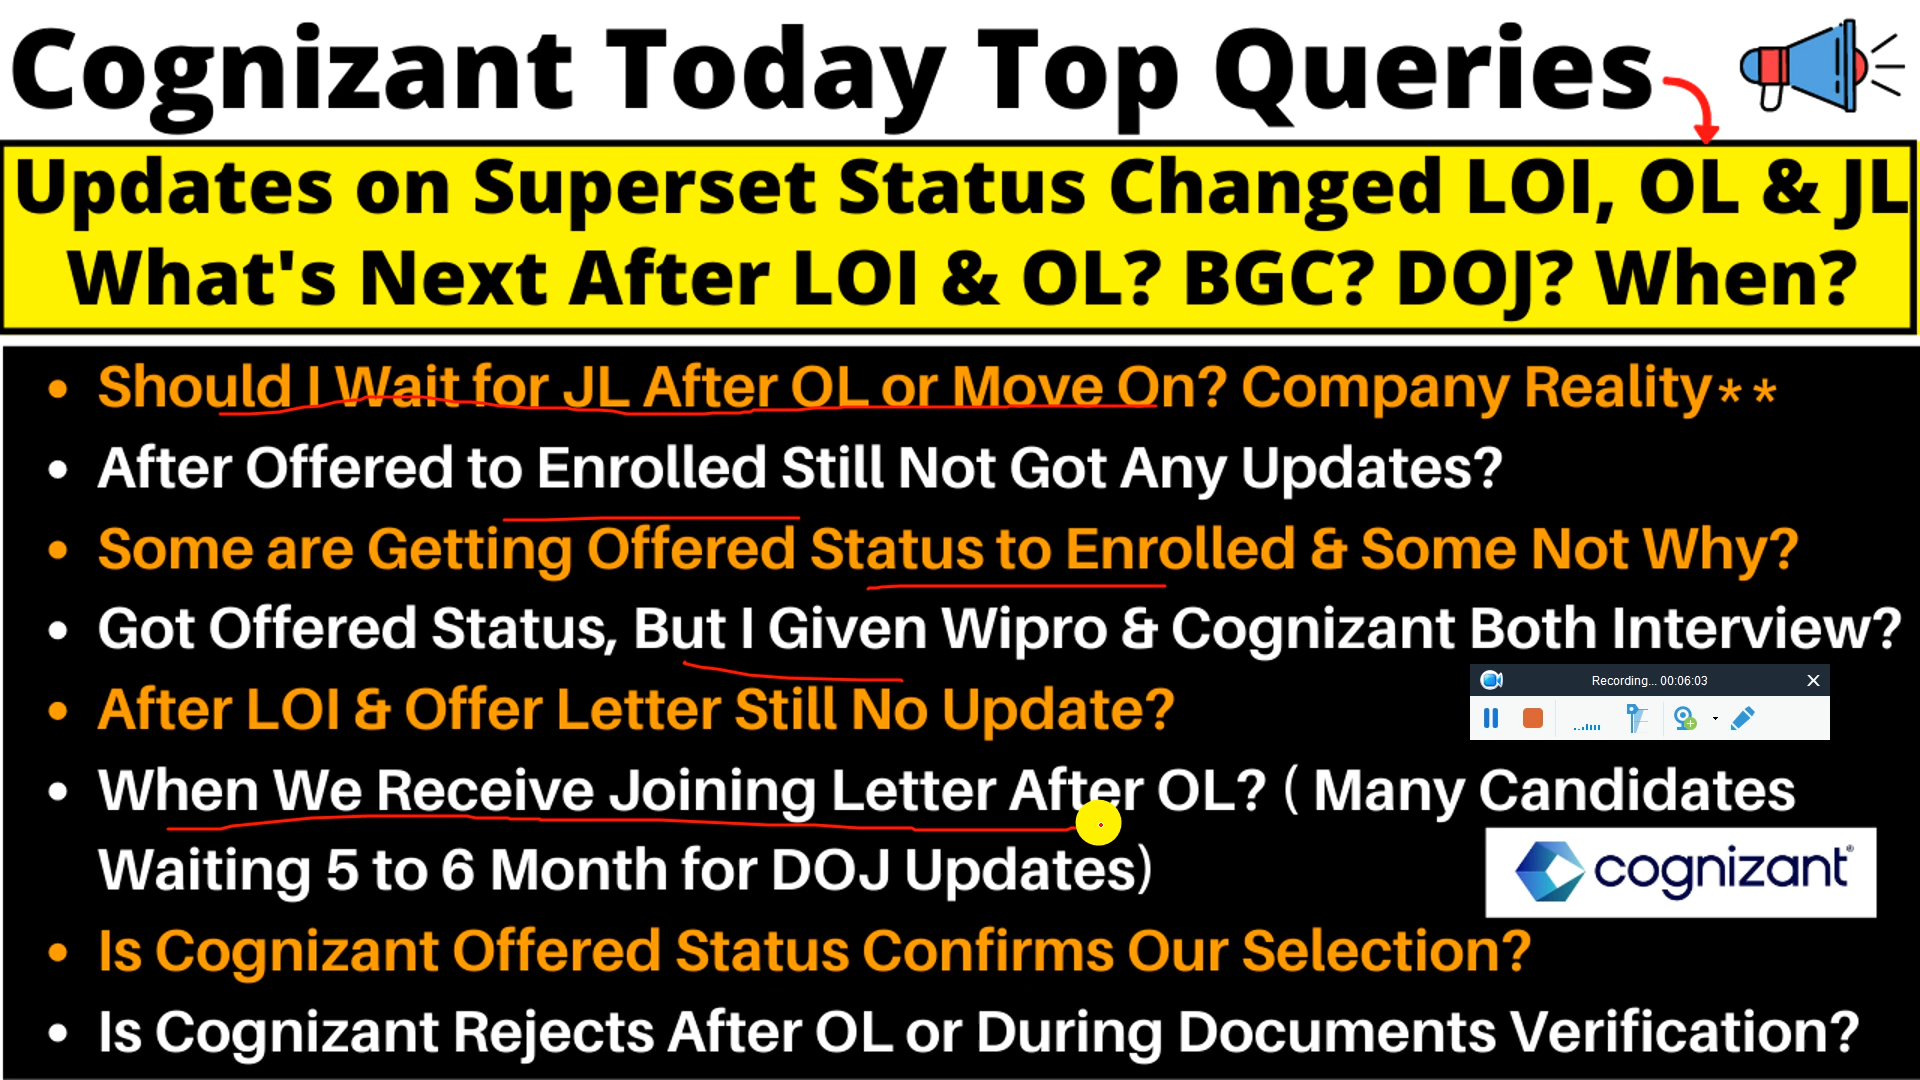 Cognizant Today Top Queries
Updates on Superset Status Changed LOI, OL & JL
What's Next After LOI & OL? BGC? DOJ? When?
• Should I Wait for JL After OL or Move On? Company Reality**
• After Offered to Enrolled Still Not Got Any Updates?
• Some are Getting Offered Status to Enrolled & Some Not Why?
• Got Offered Status, But I Given Wipro & Cognizant Both Interview?
Recording... 00:06:03
• After LOI & Offer Letter Still No Update?
• When We Receive Joining Letter After OL? ( Many Candidates
Waiting 5 to 6 Month for DOJ Updates)
cognizant®
• Is Cognizant Offered Status Confirms Our Selection?
• Is Cognizant Rejects After OL or During Documents Verification?